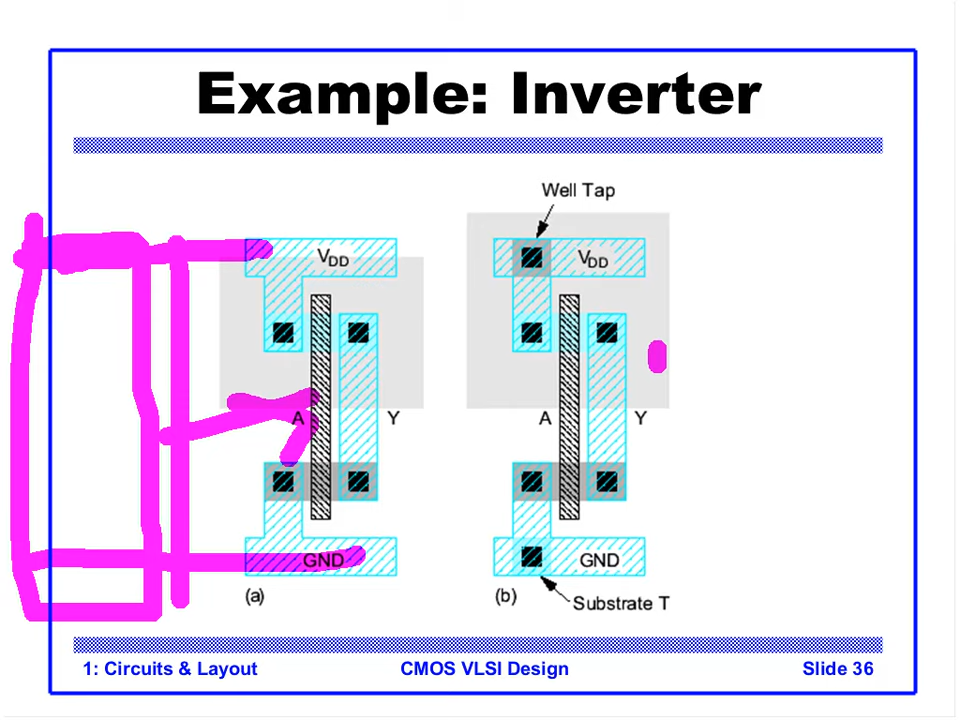 Example: Inverter
Well Tap
VDD
VDD
A
Y
A
Y
GND
GND
(a)
(b)
Substrate T
1: Circuits & Layout
CMOS VLSI Design
Slide 36